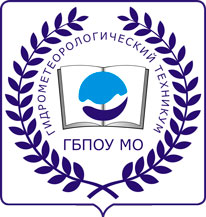 ГИДРОМЕТЕОРОЛОГИЧЕСКИЙ ТЕХНИКУМ
ГБПОУ МО